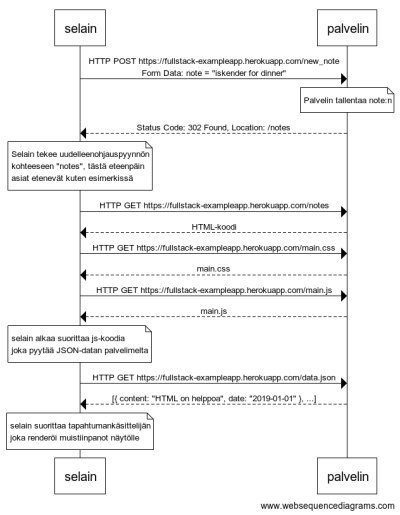 selain
palvelin
HTTP POST https://fullstack-exampleapp.herokuapp.com/new_note
Form Data: note = "iskender for dinner"
Palvelin tallentaa note:n
Status Code: 302 Found, Location: /notes
Selain tekee uudelleenohjauspyynnön
kohteeseen "notes", tästä eteenpäin
asiat etenevät kuten esimerkissä
HTTP GET https://fullstack-exampleapp.herokuapp.com/notes
HTML-koodi
HTTP GET https://fullstack-exampleapp.herokuapp.com/main.css
main.css
HTTP GET https://fullstack-exampleapp.herokuapp.com/main.js
main.js
selain alkaa suorittaa js-koodia
joka pyytää JSON-datan palvelimelta
HTTP GET https://fullstack-exampleapp.herokuapp.com/data.json
[{ content: "HTML on helppoa", date: "2019-01-01" }, ...]
selain suorittaa tapahtumankäsittelijän
joka renderöi muistiinpanot näytölle
selain
palvelin
www.websequencediagrams.com